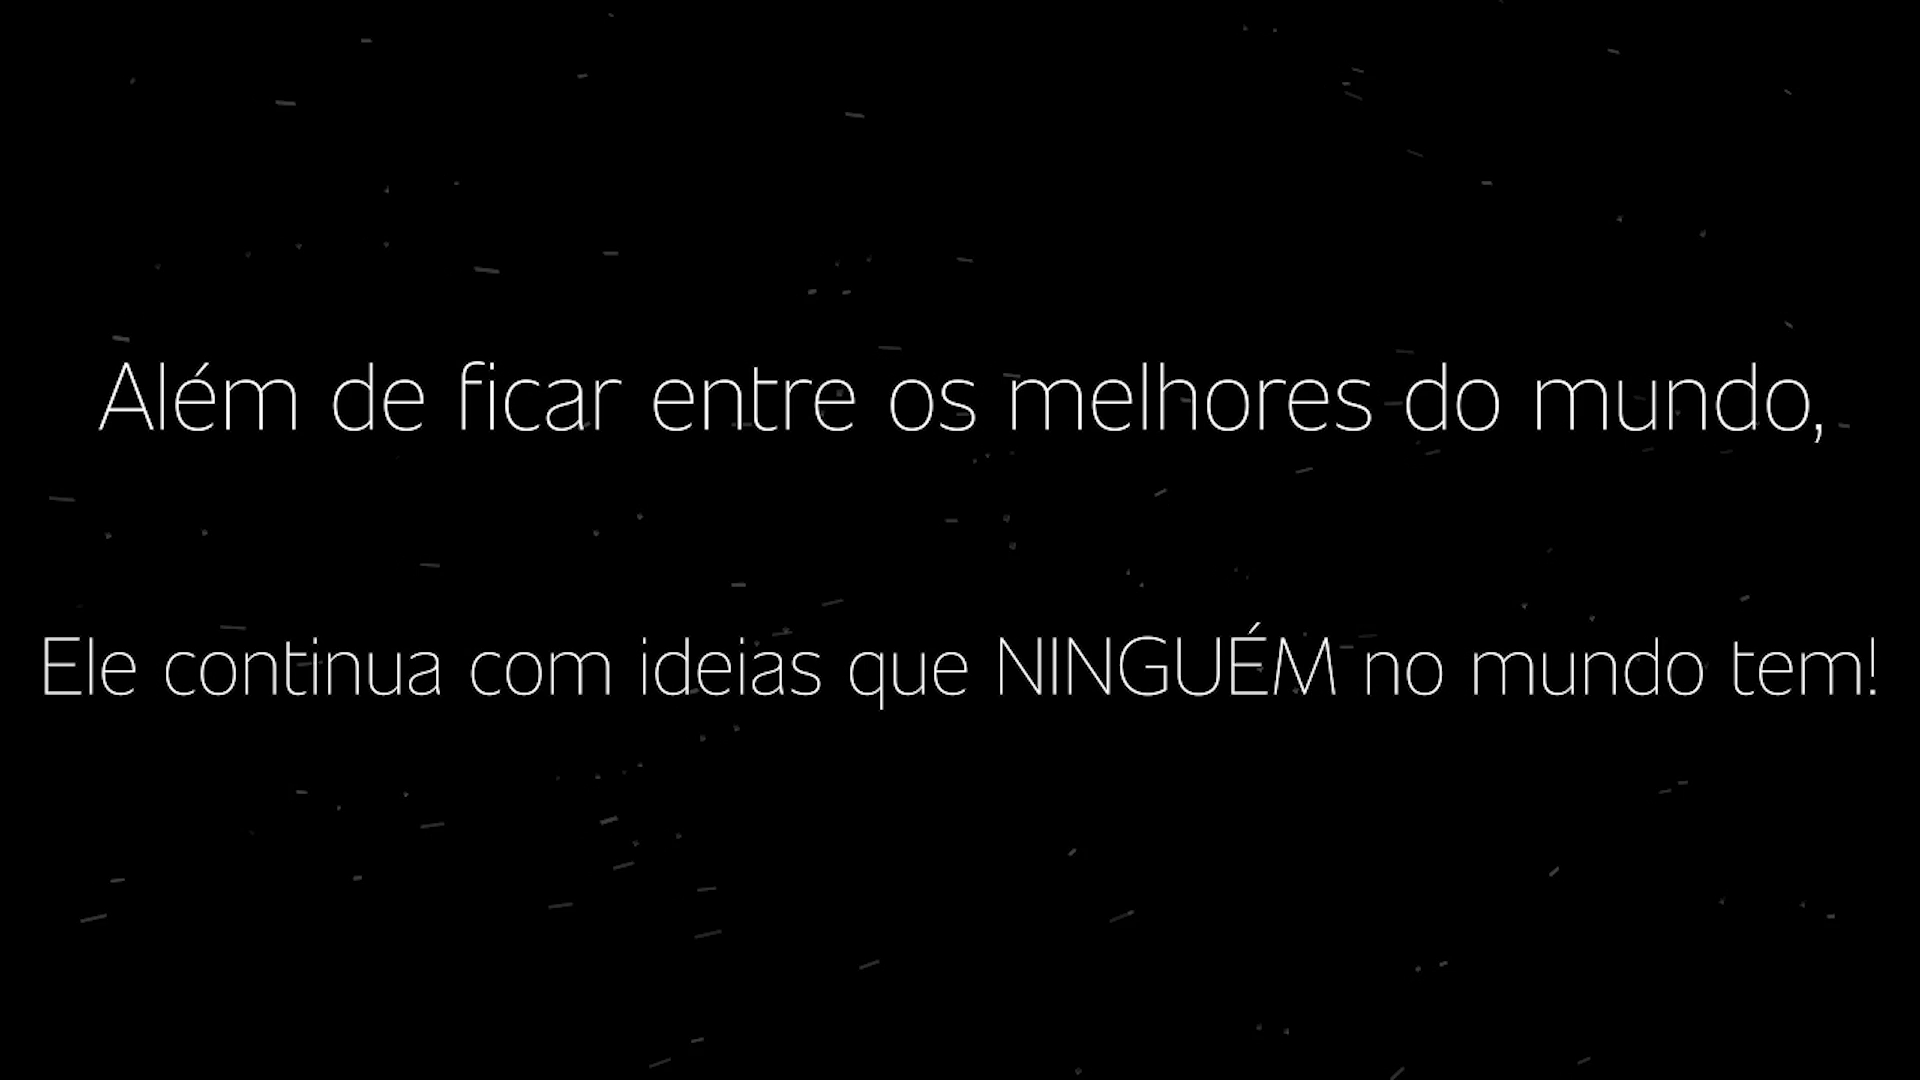 Além de ficar entre os melhores do mundo,
Ele continua com ideias que NINGUÉM no mundo tem!